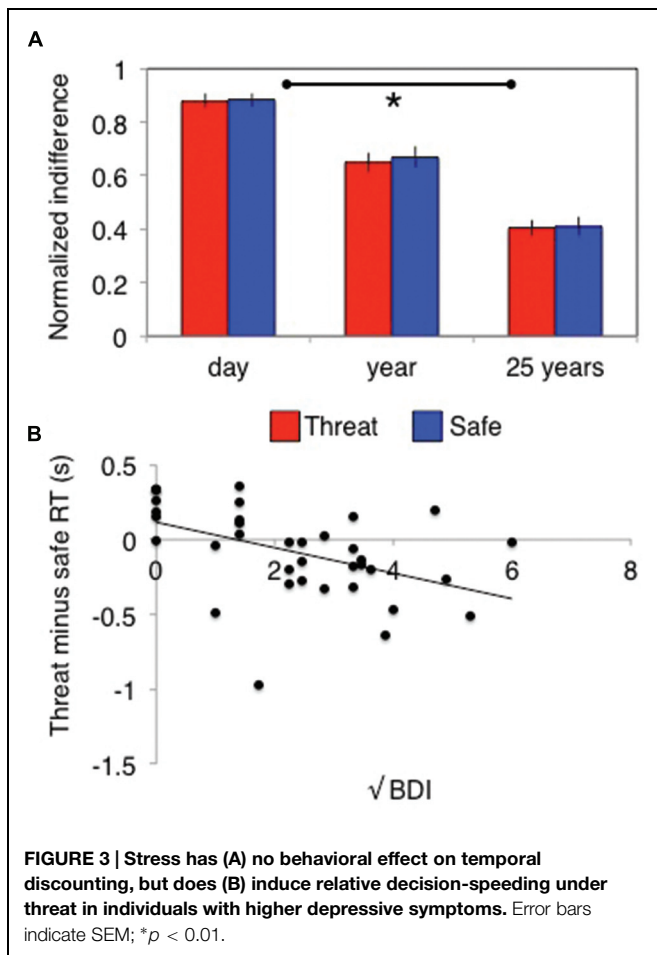 A
1
0.8
0.6
0.4
0.2
0
Normalized indifference
*
day year 25 years
Threat Safe
B
0.5
0
-0.5
-1
-1.5
Threat minus safe RT (s)
0 2 4 6 8
√BDI
FIGURE 3 | Stress has (A) no behavioral effect on temporal
discounting, but does (B) induce relative decision-speeding under
threat in individuals with higher depressive symptoms. Error bars
indicate SEM; *p < 0.01.